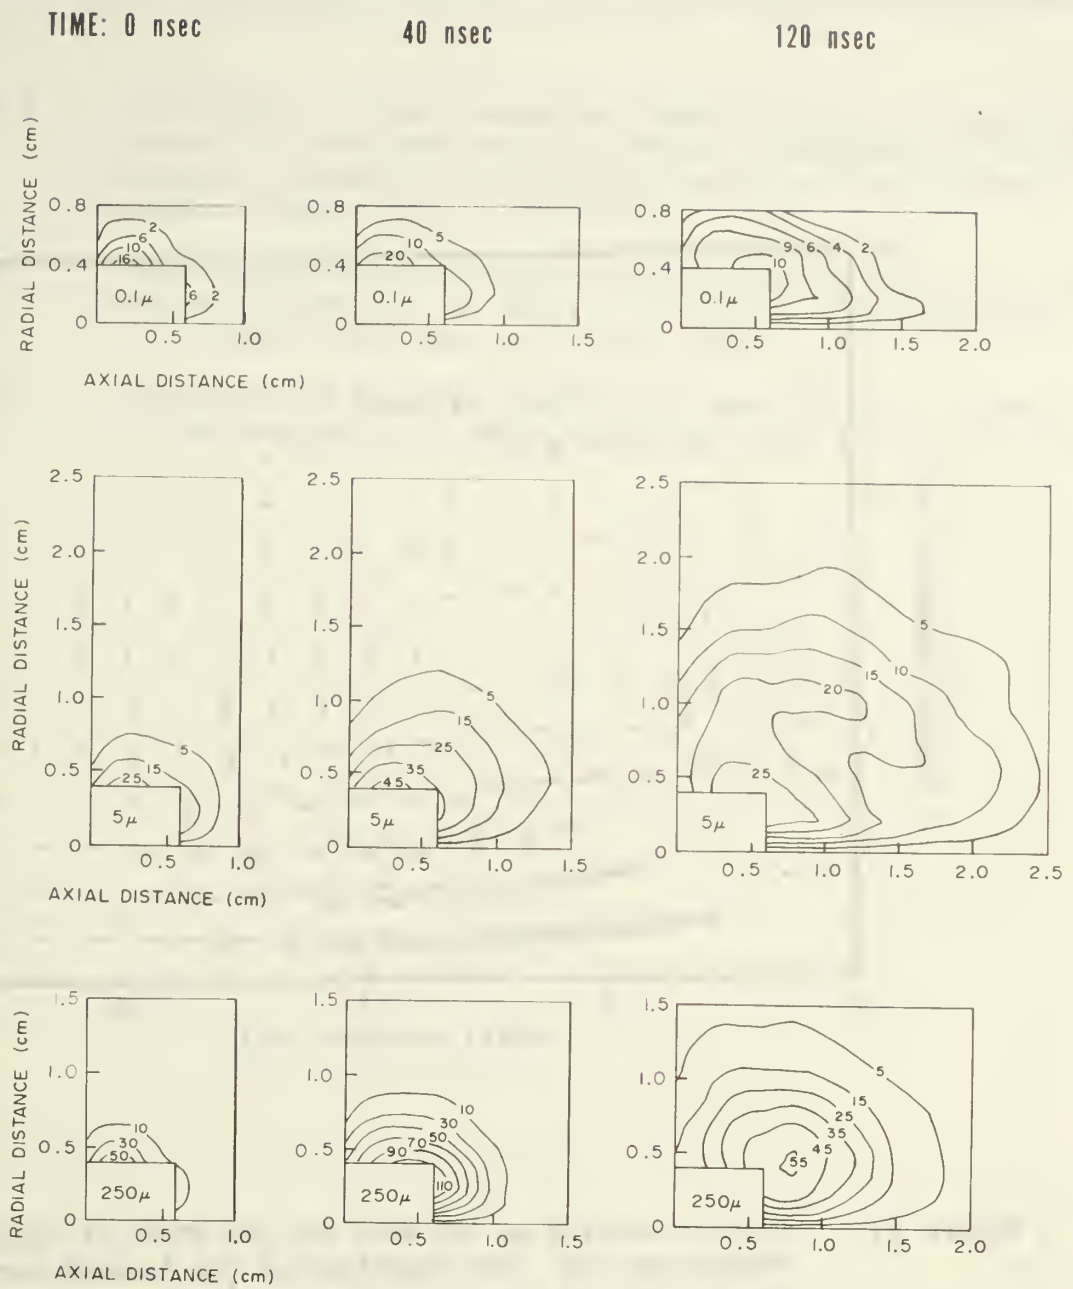 TIME: 0 nsec 40 nsec 120 nsec
RADIAL DISTANCE (cm)
0.8 0.8 0.8
0.4 0.4 0.4
0 0 0
2 6 10 16 6 2
5 10 20
9 6 4 2 10
0.1μ 0.1μ 0.1μ
0.5 1.0 0.5 1.0 1.5 0.5 1.0 1.5 2.0
AXIAL DISTANCE (cm)
RADIAL DISTANCE (cm)
2.5 2.5 2.5
2.0 2.0 2.0
1.5 1.5 1.5
1.0 1.0 1.0
0.5 0.5 0.5
0 0 0
5 15 25
5 15 25 35 45
5 10 15 20 25
5μ 5μ 5μ
0.5 1.0 0.5 1.0 1.5 0.5 1.0 1.5 2.0 2.5
AXIAL DISTANCE (cm)
RADIAL DISTANCE (cm)
1.5 1.5 1.5
1.0 1.0 1.0
0.5 0.5 0.5
0 0 0
10 30 50
10 30 50 70 90 110
5 15 25 35 45 55
250μ 250μ 250μ
0.5 1.0 0.5 1.0 1.5 0.5 1.0 1.5 2.0
AXIAL DISTANCE (cm)